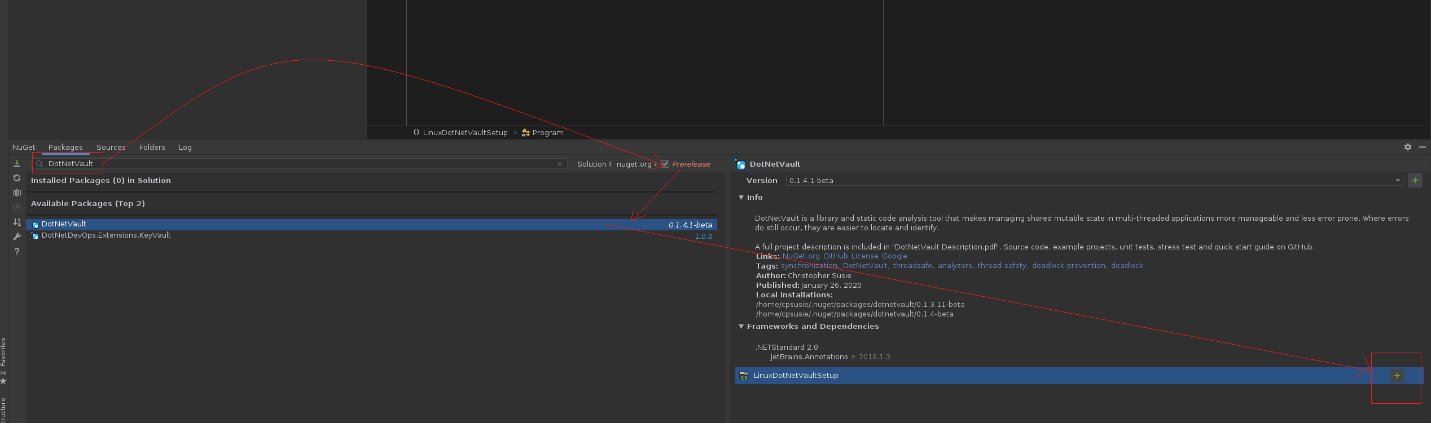 LinuxDotNetVaultSetup › Program
NuGet: Packages Sources Folders Log
DotNetVault
Solution nuget.org Prerelease
Installed Packages (0) in Solution
Available Packages (Top 2)
DotNetVault 0.1.4.1-beta
DotNetDevOps.Extensions.KeyVault 1.0.0
DotNetVault
Version 0.1.4.1-beta
Info
DotNetVault is a library and static code analysis tool that makes managing shared mutable state in multi-threaded applications more manageable and less error prone. Where errors
do still occur, they are easier to locate and identify.
A full project description is included in "DotNetVault Description.pdf". Source code, example projects, unit tests, stress test and quick start guide on GitHub.
Links: NuGet.org GitHub License Google
Tags: synchronization, DotNetVault, threadsafe, analyzers, thread-safety, deadlock-prevention, deadlock
Author: Christopher Susie
Published: January 26, 2020
Local installations:
/home/cpsusie/.nuget/packages/dotnetvault/0.1.3.11-beta
/home/cpsusie/.nuget/packages/dotnetvault/0.1.4-beta
Frameworks and Dependencies
.NETStandard 2.0
JetBrains.Annotations ≥ 2019.1.3
LinuxDotNetVaultSetup
2: Favorites